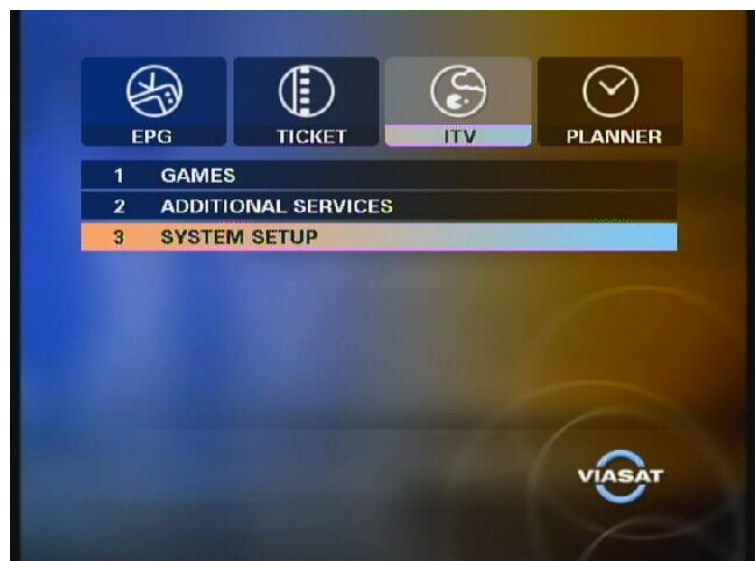 EPG TICKET ITV PLANNER
1 GAMES
2 ADDITIONAL SERVICES
3 SYSTEM SETUP
VIASAT